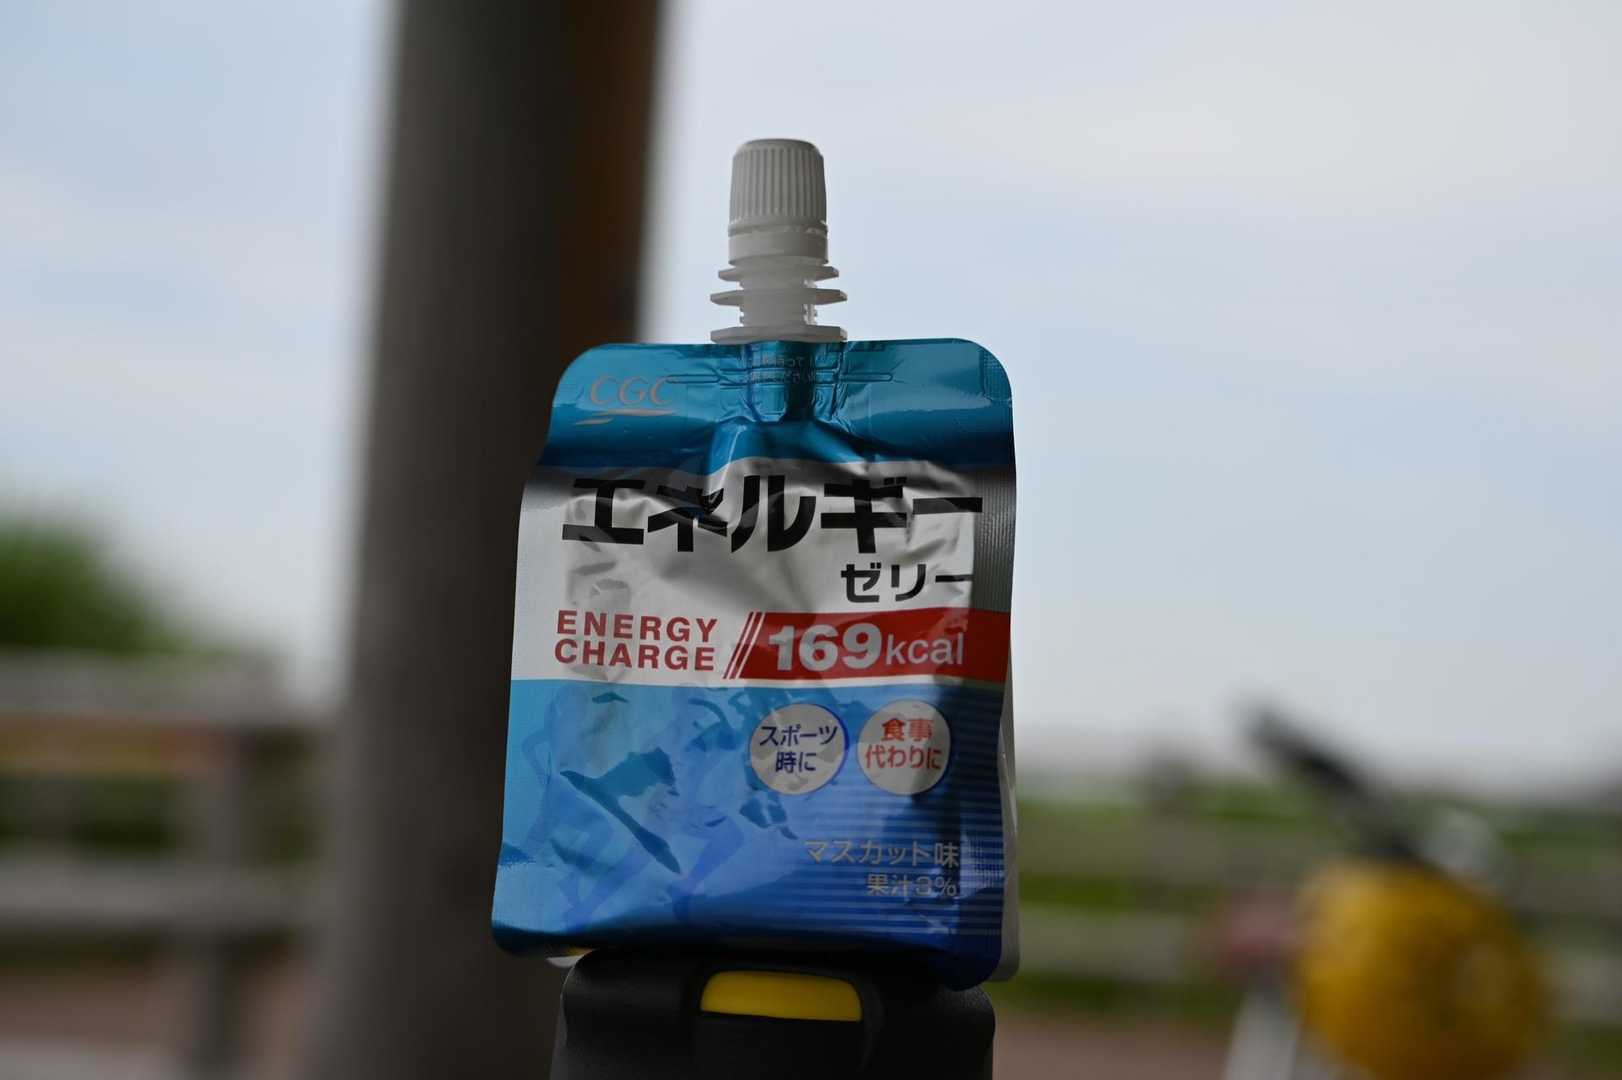 CGC
エネルギー
ゼリー
ENERGY
CHARGE
169kcal
スポーツ
時に
食事
代わりに
マスカット味
果汁3%